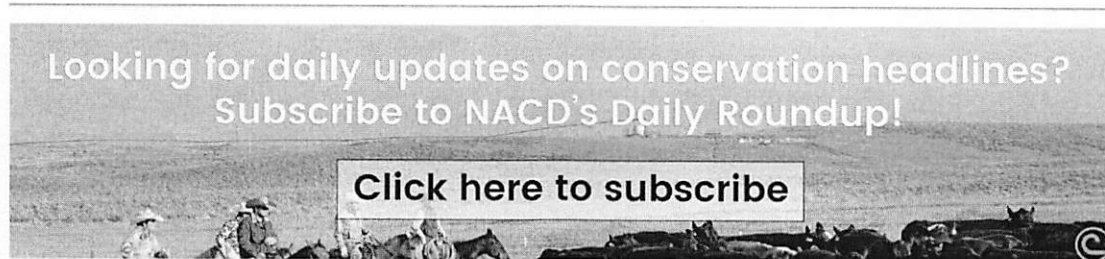 Looking for daily updates on conservation headlines?
Subscribe to NACD's Daily Roundup!
Click here to subscribe